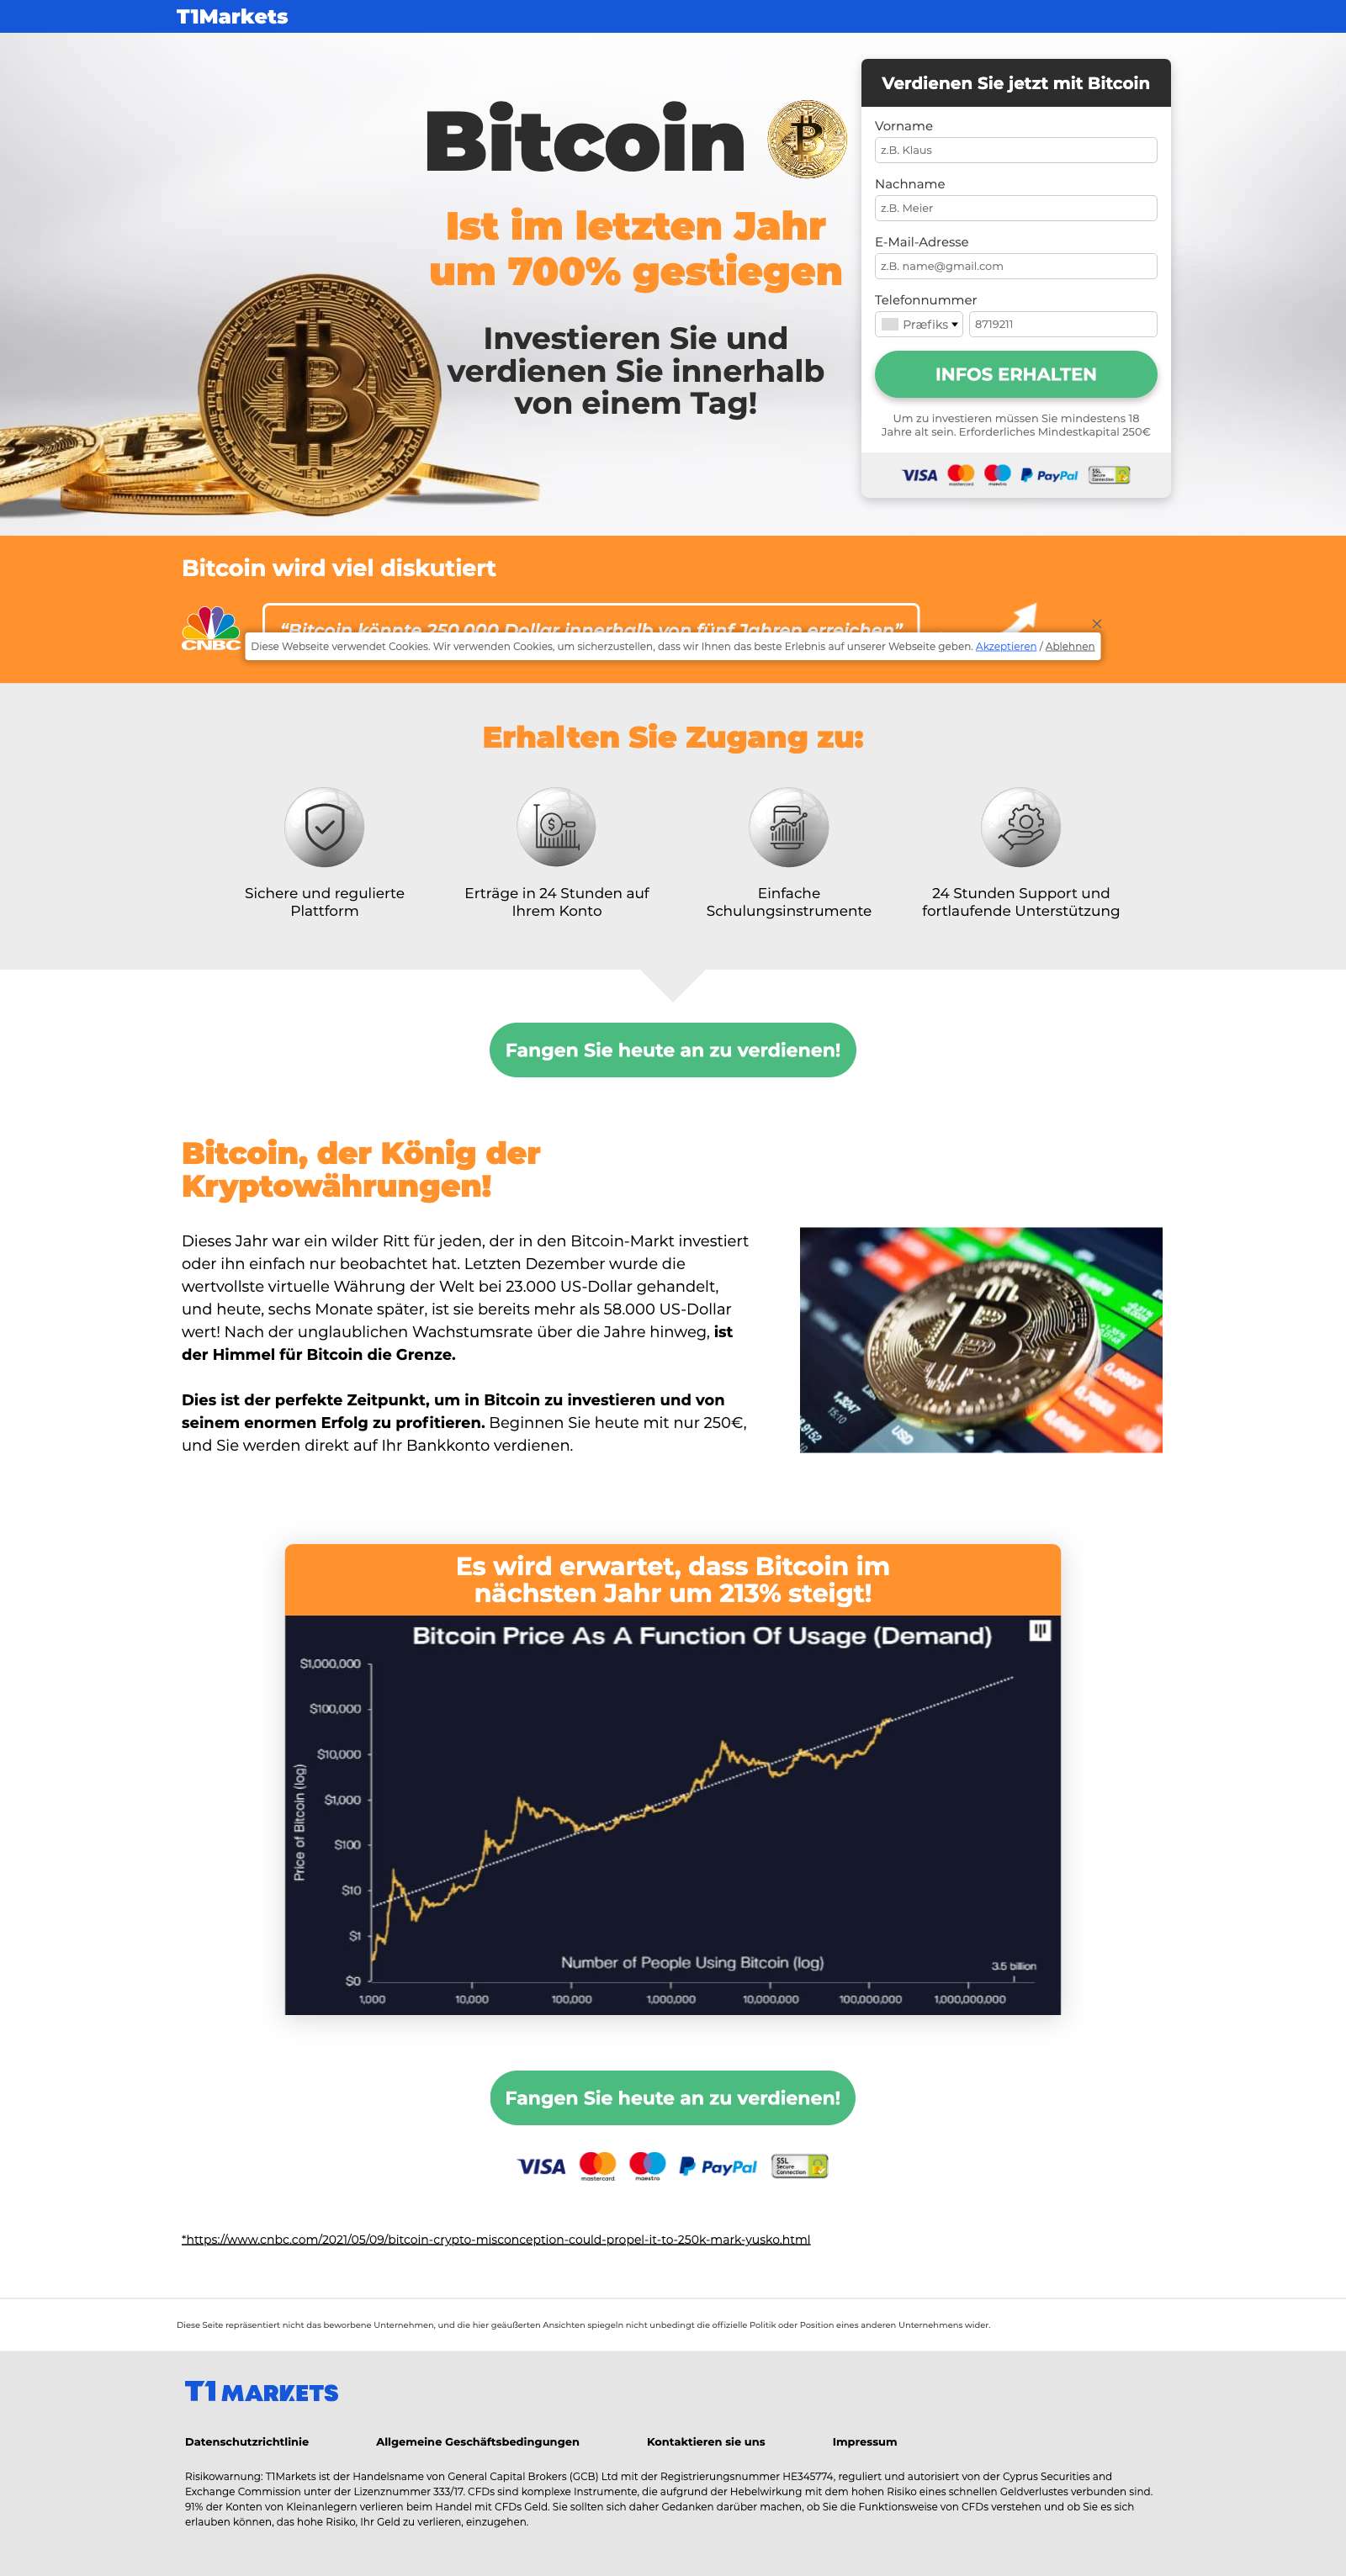 T1Markets
Bitcoin
Ist im letzten Jahr
um 700% gestiegen
Investieren Sie und
verdienen Sie innerhalb
von einem Tag!
Verdienen Sie jetzt mit Bitcoin
Vorname
z.B. Klaus
Nachname
z.B. Meier
E-Mail-Adresse
z.B. name@gmail.com
Telefonnummer
Præfiks
8719211
INFOS ERHALTEN
Um zu investieren müssen Sie mindestens 18
Jahre alt sein. Erforderliches Mindestkapital 250€
VISA mastercard maestro PayPal SSL Secure Connection
Bitcoin wird viel diskutiert
CNBC
“Bitcoin könnte 250.000 Dollar innerhalb von fünf Jahren erreichen”
Diese Webseite verwendet Cookies. Wir verwenden Cookies, um sicherzustellen, dass wir Ihnen das beste Erlebnis auf unserer Webseite geben. Akzeptieren / Ablehnen
Erhalten Sie Zugang zu:
Sichere und regulierte
Plattform
Erträge in 24 Stunden auf
Ihrem Konto
Einfache
Schulungsinstrumente
24 Stunden Support und
fortlaufende Unterstützung
Fangen Sie heute an zu verdienen!
Bitcoin, der König der
Kryptowährungen!
Dieses Jahr war ein wilder Ritt für jeden, der in den Bitcoin-Markt investiert
oder ihn einfach nur beobachtet hat. Letzten Dezember wurde die
wertvollste virtuelle Währung der Welt bei 23.000 US-Dollar gehandelt,
und heute, sechs Monate später, ist sie bereits mehr als 58.000 US-Dollar
wert! Nach der unglaublichen Wachstumsrate über die Jahre hinweg, ist
der Himmel für Bitcoin die Grenze.
Dies ist der perfekte Zeitpunkt, um in Bitcoin zu investieren und von
seinem enormen Erfolg zu profitieren. Beginnen Sie heute mit nur 250€,
und Sie werden direkt auf Ihr Bankkonto verdienen.
Es wird erwartet, dass Bitcoin im
nächsten Jahr um 213% steigt!
Bitcoin Price As A Function Of Usage (Demand)
Price of Bitcoin (log)
$1,000,000
$100,000
$10,000
$1,000
$100
$10
$1
$0
Number of People Using Bitcoin (log)
3.5 billion
1,000 10,000 100,000 1,000,000 10,000,000 100,000,000 1,000,000,000
Fangen Sie heute an zu verdienen!
VISA mastercard maestro PayPal SSL Secure Connection
*https://www.cnbc.com/2021/05/09/bitcoin-crypto-misconception-could-propel-it-to-250k-mark-yusko.html
Diese Seite repräsentiert nicht das beworbene Unternehmen, und die hier geäußerten Ansichten spiegeln nicht unbedingt die offizielle Politik oder Position eines anderen Unternehmens wider.
T1 MARKETS
Datenschutzrichtlinie Allgemeine Geschäftsbedingungen Kontaktieren sie uns Impressum
Risikowarnung: T1Markets ist der Handelsname von General Capital Brokers (GCB) Ltd mit der Registrierungsnummer HE345774, reguliert und autorisiert von der Cyprus Securities and
Exchange Commission unter der Lizenznummer 333/17. CFDs sind komplexe Instrumente, die aufgrund der Hebelwirkung mit dem hohen Risiko eines schnellen Geldverlustes verbunden sind.
91% der Konten von Kleinanlegern verlieren beim Handel mit CFDs Geld. Sie sollten sich daher Gedanken darüber machen, ob Sie die Funktionsweise von CFDs verstehen und ob Sie es sich
erlauben können, das hohe Risiko, Ihr Geld zu verlieren, einzugehen.